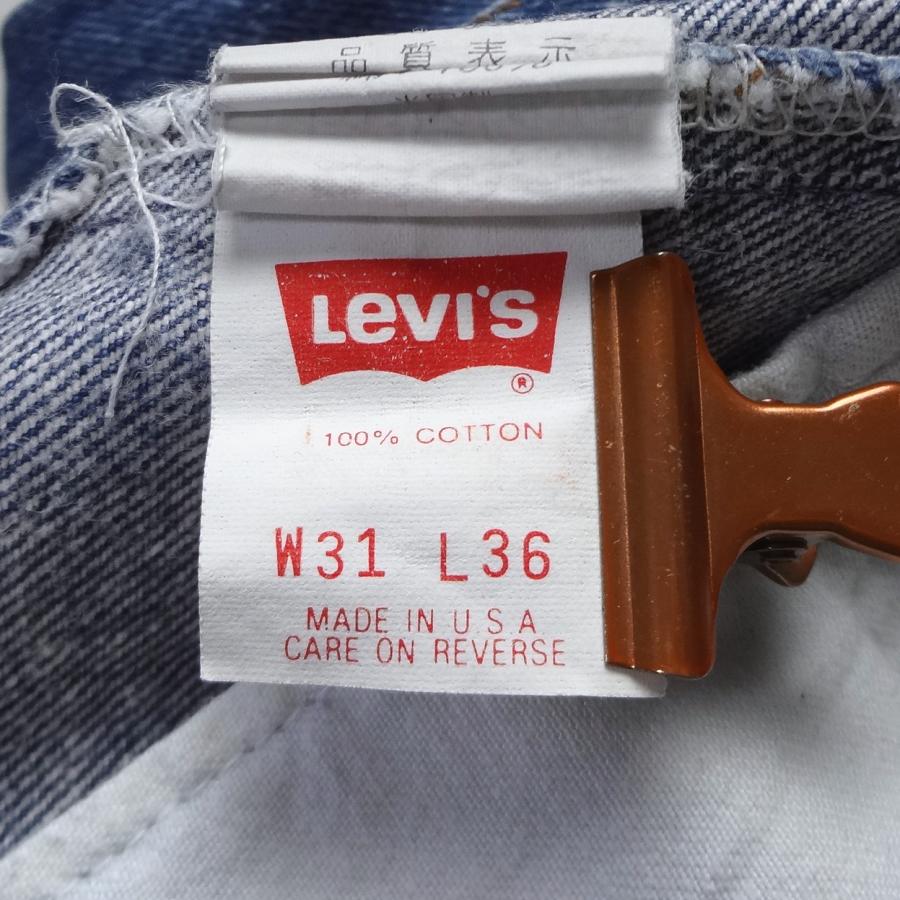 品質表示
LEVI'S
®
100% COTTON
W31 L36
MADE IN U S A
CARE ON REVERSE